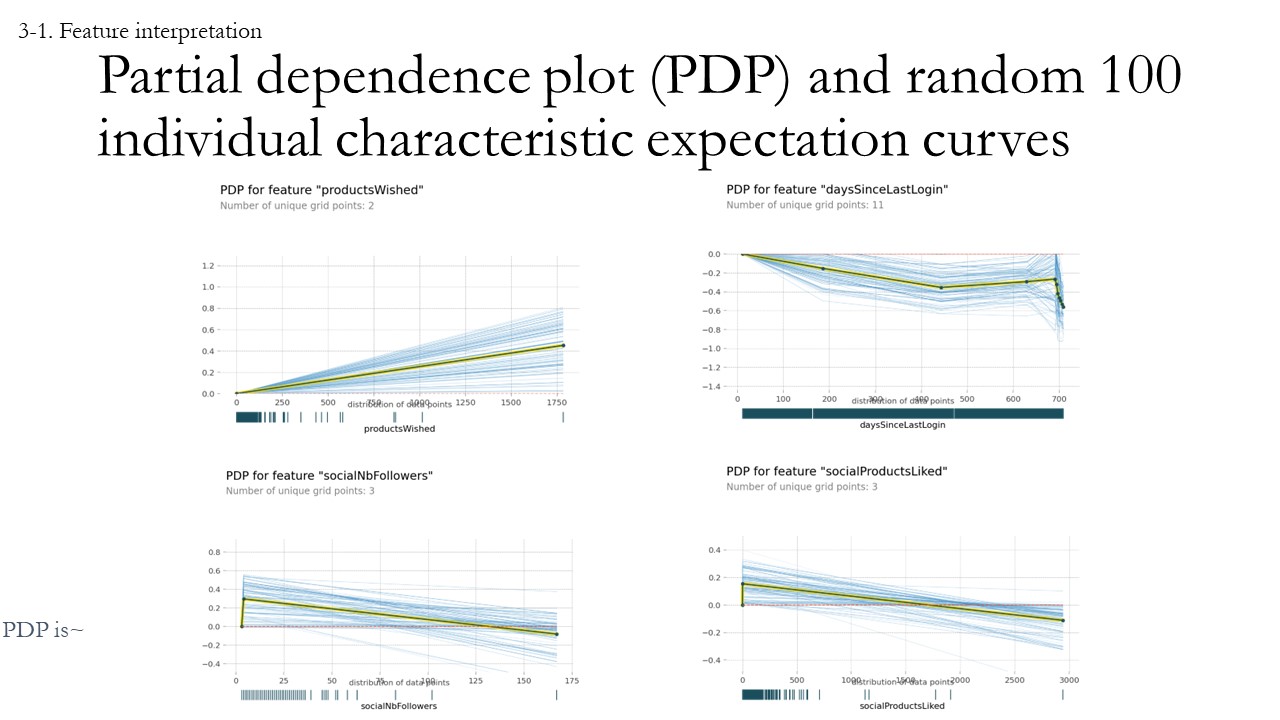 3-1. Feature interpretation
Partial dependence plot (PDP) and random 100
individual characteristic expectation curves
PDP for feature "productsWished"
Number of unique grid points: 2
1.2
1.0
0.8
0.6
0.4
0.2
0.0
0 250 500 750 1000 1250 1500 1750
distribution of data points
productsWished
PDP for feature "daysSinceLastLogin"
Number of unique grid points: 11
0.0
−0.2
−0.4
−0.6
−0.8
−1.0
−1.2
−1.4
0 100 200 300 400 500 600 700
distribution of data points
daysSinceLastLogin
PDP for feature "socialNbFollowers"
Number of unique grid points: 3
0.8
0.6
0.4
0.2
0.0
−0.2
−0.4
0 25 50 75 100 125 150 175
distribution of data points
socialNbFollowers
PDP for feature "socialProductsLiked"
Number of unique grid points: 3
0.4
0.2
0.0
−0.2
−0.4
0 500 1000 1500 2000 2500 3000
distribution of data points
socialProductsLiked
PDP is~